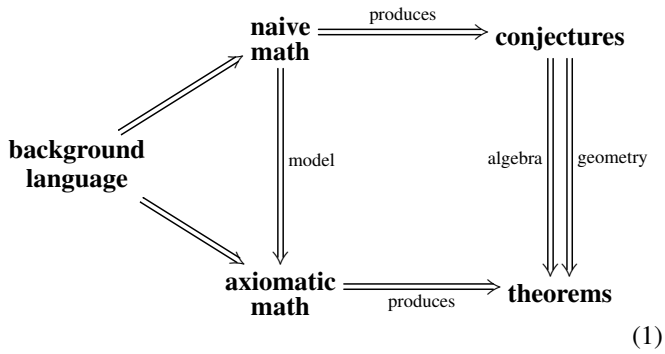 produces
naive
math
conjectures
background
language
model
algebra
geometry
axiomatic
math
produces
theorems
(1)